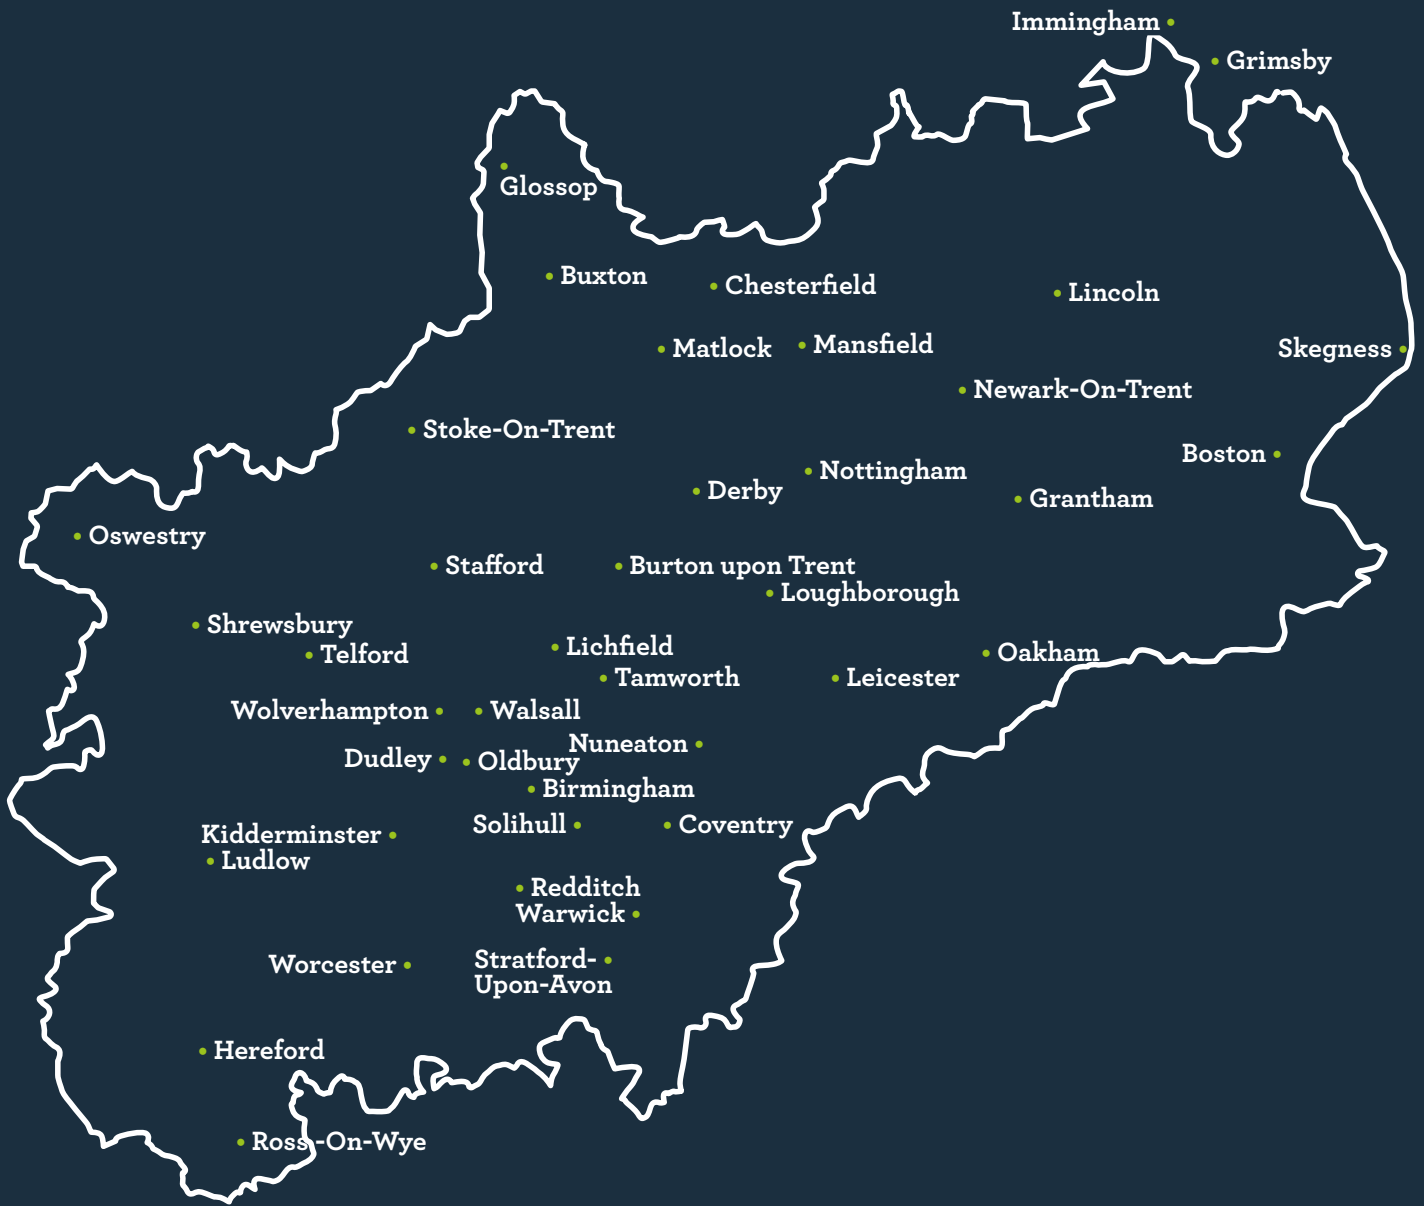 Immingham
Grimsby
Glossop
Buxton
Chesterfield
Lincoln
Matlock
Mansfield
Skegness
Newark-On-Trent
Stoke-On-Trent
Boston
Nottingham
Derby
Grantham
Oswestry
Stafford
Burton upon Trent
Loughborough
Shrewsbury
Telford
Lichfield
Oakham
Tamworth
Leicester
Wolverhampton
Walsall
Nuneaton
Dudley
Oldbury
Birmingham
Solihull
Coventry
Kidderminster
Ludlow
Redditch
Warwick
Worcester
Stratford-
Upon-Avon
Hereford
Ross-On-Wye